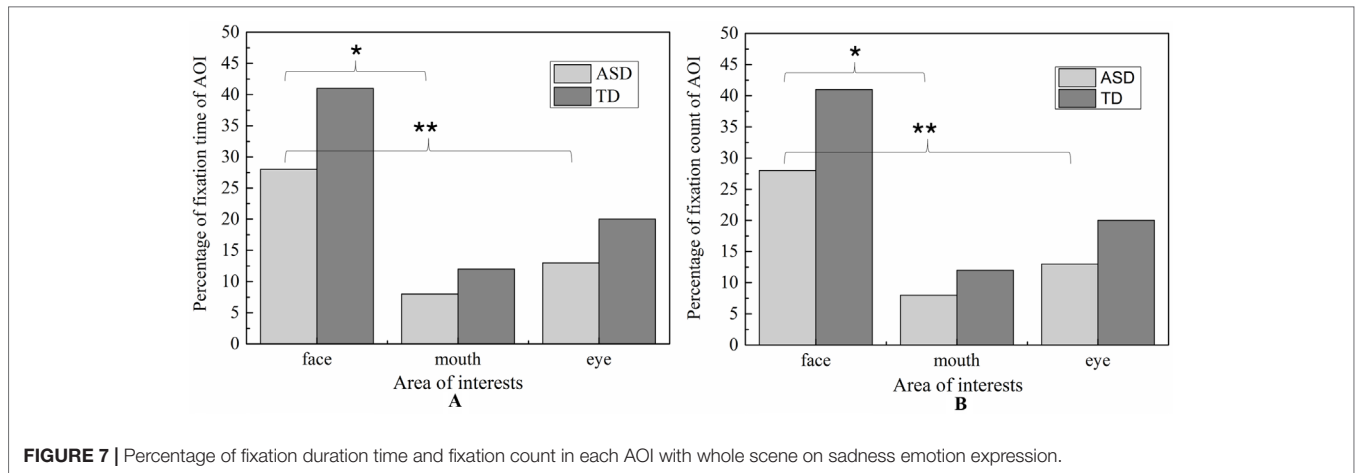 50
45
40
35
30
25
20
15
10
5
0
Percentage of fixation time of AOI
*
**
ASD
TD
face mouth eye
Area of interests
A
50
45
40
35
30
25
20
15
10
5
0
Percentage of fixation count of AOI
*
**
ASD
TD
face mouth eye
Area of interests
B
FIGURE 7 | Percentage of fixation duration time and fixation count in each AOI with whole scene on sadness emotion expression.